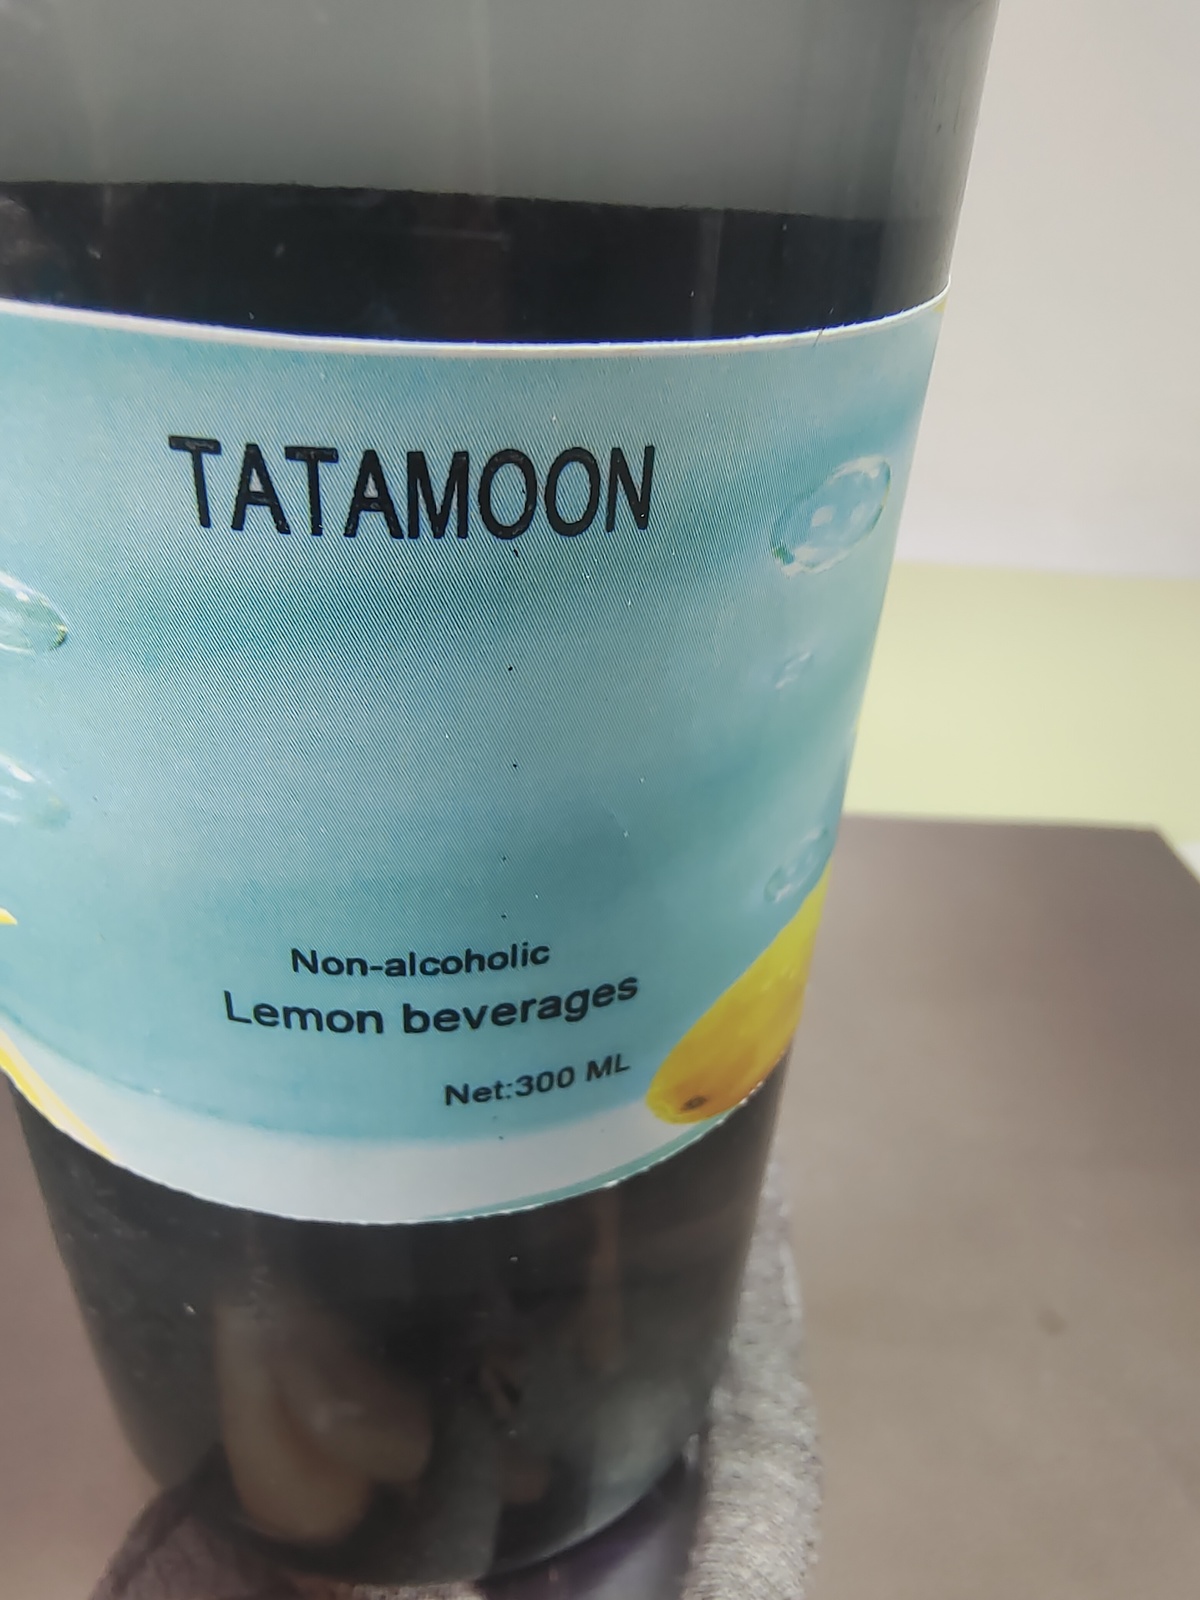 TATAMOON
Non-alcoholic
Lemon beverages
Net:300 ML